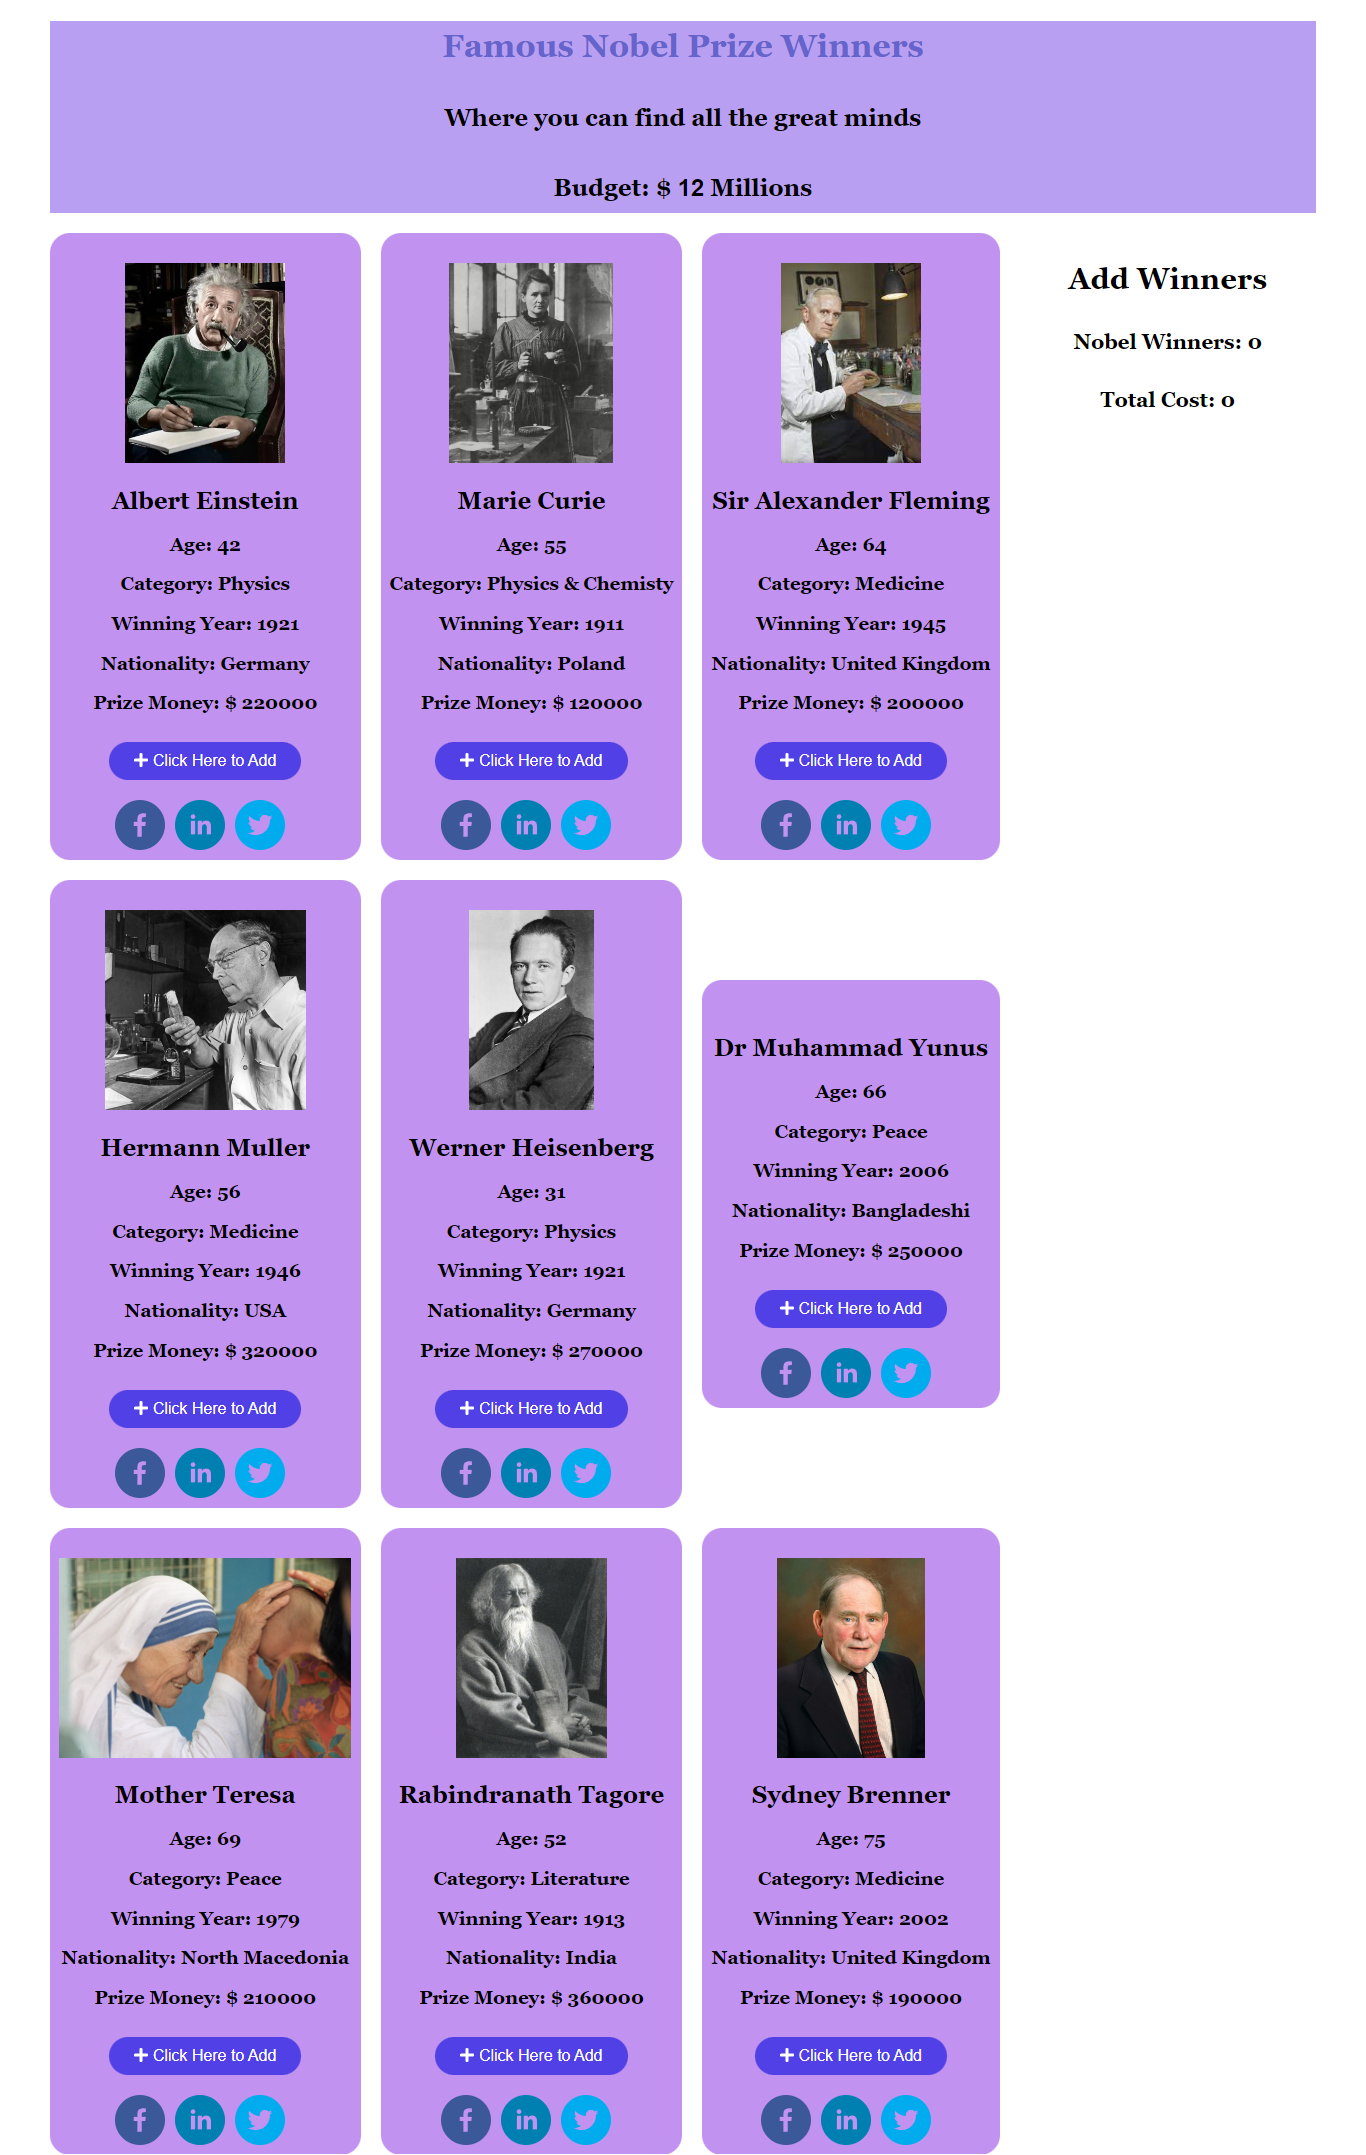 Famous Nobel Prize Winners
Where you can find all the great minds
Budget: $ 12 Millions
Albert Einstein
Age: 42
Category: Physics
Winning Year: 1921
Nationality: Germany
Prize Money: $ 220000
Click Here to Add
Marie Curie
Age: 55
Category: Physics & Chemisty
Winning Year: 1911
Nationality: Poland
Prize Money: $ 120000
Click Here to Add
Sir Alexander Fleming
Age: 64
Category: Medicine
Winning Year: 1945
Nationality: United Kingdom
Prize Money: $ 200000
Click Here to Add
Add Winners
Nobel Winners: 0
Total Cost: 0
Hermann Muller
Age: 56
Category: Medicine
Winning Year: 1946
Nationality: USA
Prize Money: $ 320000
Click Here to Add
Werner Heisenberg
Age: 31
Category: Physics
Winning Year: 1921
Nationality: Germany
Prize Money: $ 270000
Click Here to Add
Dr Muhammad Yunus
Age: 66
Category: Peace
Winning Year: 2006
Nationality: Bangladeshi
Prize Money: $ 250000
Click Here to Add
Mother Teresa
Age: 69
Category: Peace
Winning Year: 1979
Nationality: North Macedonia
Prize Money: $ 210000
Click Here to Add
Rabindranath Tagore
Age: 52
Category: Literature
Winning Year: 1913
Nationality: India
Prize Money: $ 360000
Click Here to Add
Sydney Brenner
Age: 75
Category: Medicine
Winning Year: 2002
Nationality: United Kingdom
Prize Money: $ 190000
Click Here to Add